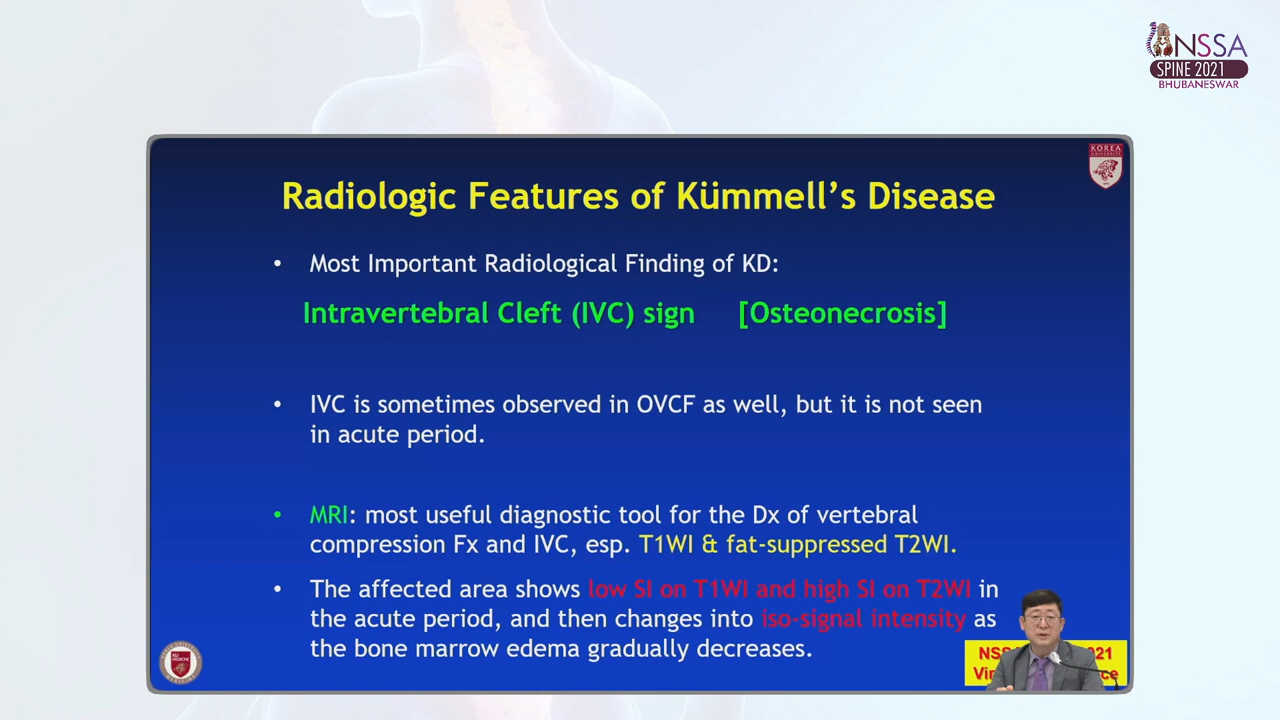 NSSA
SPINE 2021
BHUBANESWAR
KOREA
Radiologic Features of Kümmell’s Disease
• Most Important Radiological Finding of KD:
Intravertebral Cleft (IVC) sign [Osteonecrosis]
• IVC is sometimes observed in OVCF as well, but it is not seen
in acute period.
• MRI: most useful diagnostic tool for the Dx of vertebral
compression Fx and IVC, esp. T1WI & fat-suppressed T2WI.
• The affected area shows low SI on T1WI and high SI on T2WI in
the acute period, and then changes into iso-signal intensity as
the bone marrow edema gradually decreases.
MEDICINE
NSS 21
Vir ce